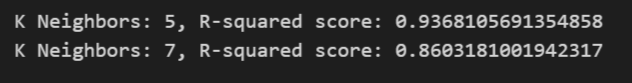 K Neighbors: 5, R-squared score: 0.9368105691354858
K Neighbors: 7, R-squared score: 0.8603181001942317